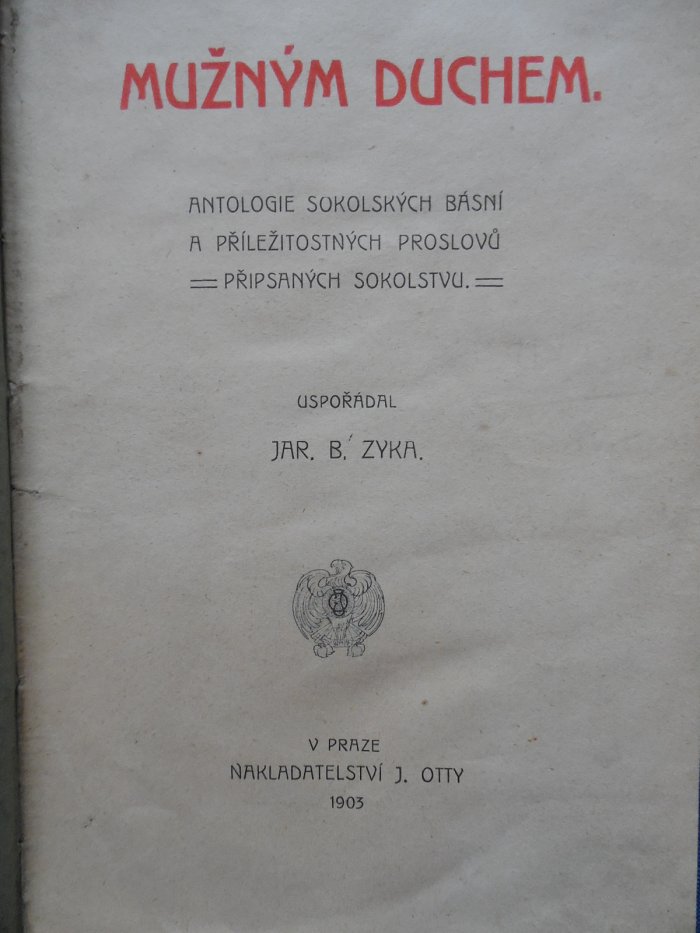 MUŽNÝM DUCHEM.
ANTOLOGIE SOKOLSKÝCH BÁSNÍ
A PŘÍLEŽITOSTNÝCH PROSLOVŮ
PŘIPSANÝCH SOKOLSTVU.
USPOŘÁDAL
JAR. B. ZYKA.
V PRAZE
NAKLADATELSTVÍ J. OTTY
1903